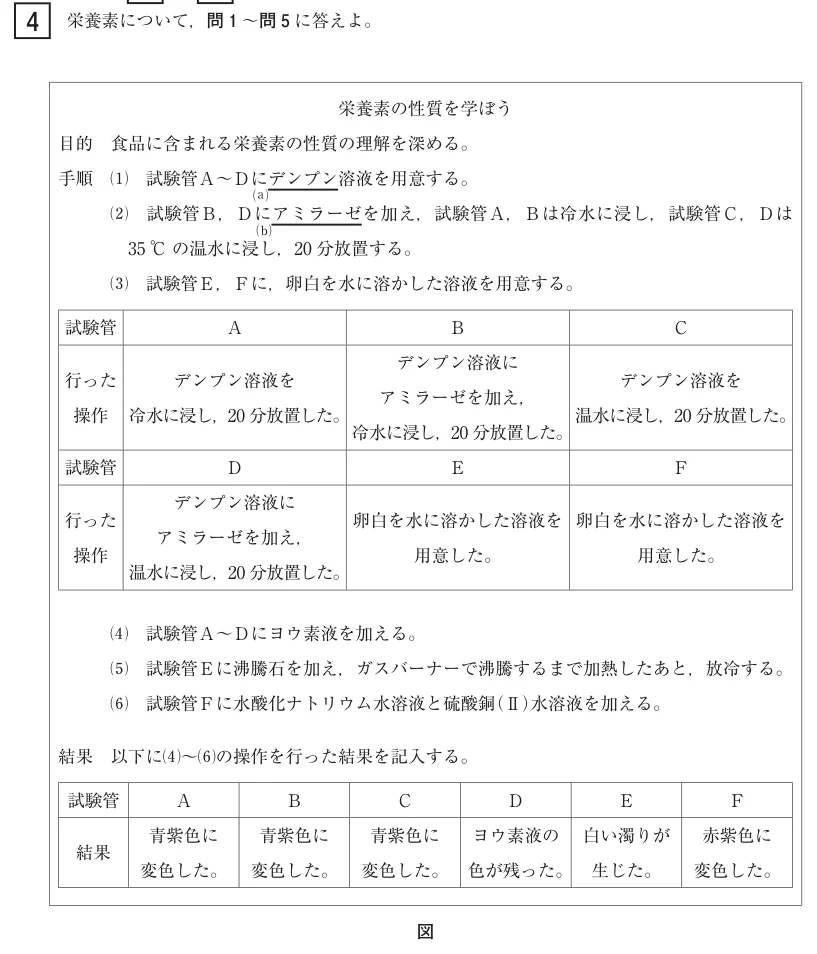 4 栄養素について，問1～問5に答えよ。
栄養素の性質を学ぼう
目的 食品に含まれる栄養素の性質の理解を深める。
手順 (1) 試験管A～Dにデンプン溶液を用意する。
(a)
(2) 試験管B，Dにアミラーゼを加え，試験管A，Bは冷水に浸し，試験管C，Dは
(b)
35℃の温水に浸し，20分放置する。
(3) 試験管E，Fに，卵白を水に溶かした溶液を用意する。
試験管 A B C
行った操作
デンプン溶液を
冷水に浸し，20分放置した。
デンプン溶液に
アミラーゼを加え，
冷水に浸し，20分放置した。
デンプン溶液を
温水に浸し，20分放置した。
試験管 D E F
行った操作
デンプン溶液に
アミラーゼを加え，
温水に浸し，20分放置した。
卵白を水に溶かした溶液を
用意した。
卵白を水に溶かした溶液を
用意した。
(4) 試験管A～Dにヨウ素液を加える。
(5) 試験管Eに沸騰石を加え，ガスバーナーで沸騰するまで加熱したあと，放冷する。
(6) 試験管Fに水酸化ナトリウム水溶液と硫酸銅(Ⅱ)水溶液を加える。
結果 以下に(4)～(6)の操作を行った結果を記入する。
試験管 A B C D E F
結果
青紫色に
変色した。
青紫色に
変色した。
青紫色に
変色した。
ヨウ素液の
色が残った。
白い濁りが
生じた。
赤紫色に
変色した。
図